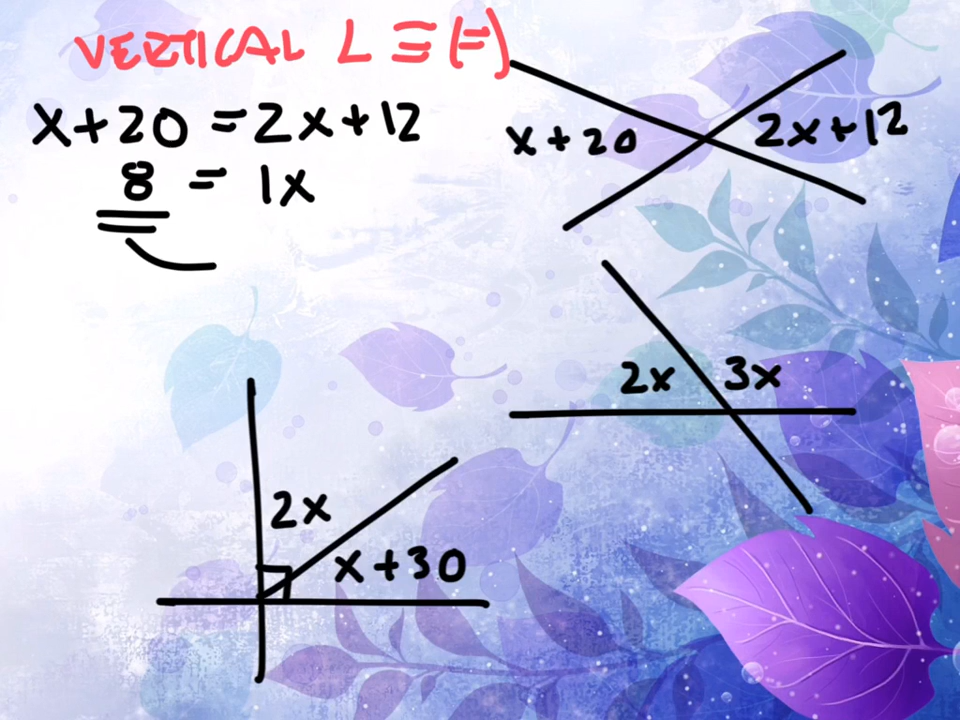 VERTICAL L ≡ (=)
x+20 = 2x+12
8 = 1x
x+20
2x+12
2x
3x
2x
x+30